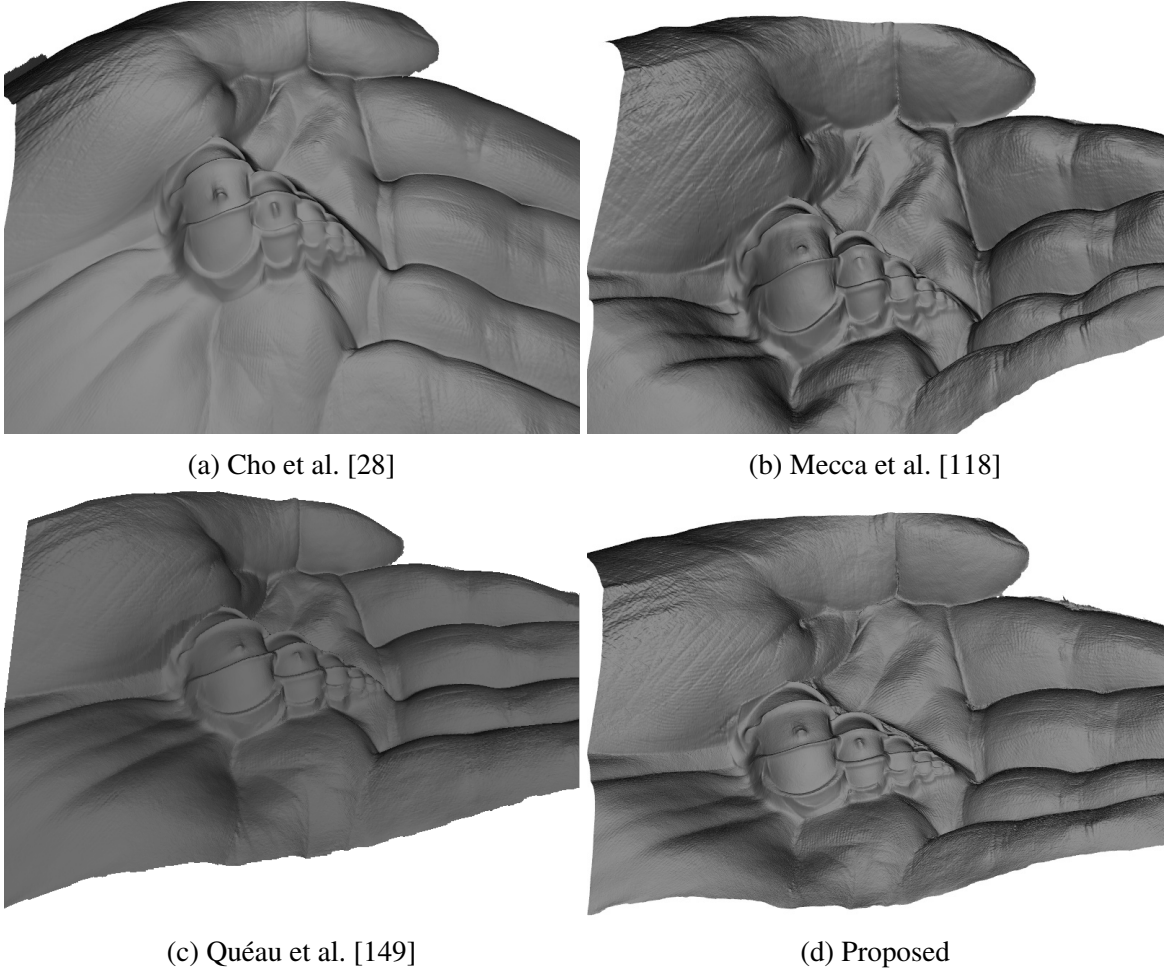 (a) Cho et al. [28]
(b) Mecca et al. [118]
(c) Quéau et al. [149]
(d) Proposed